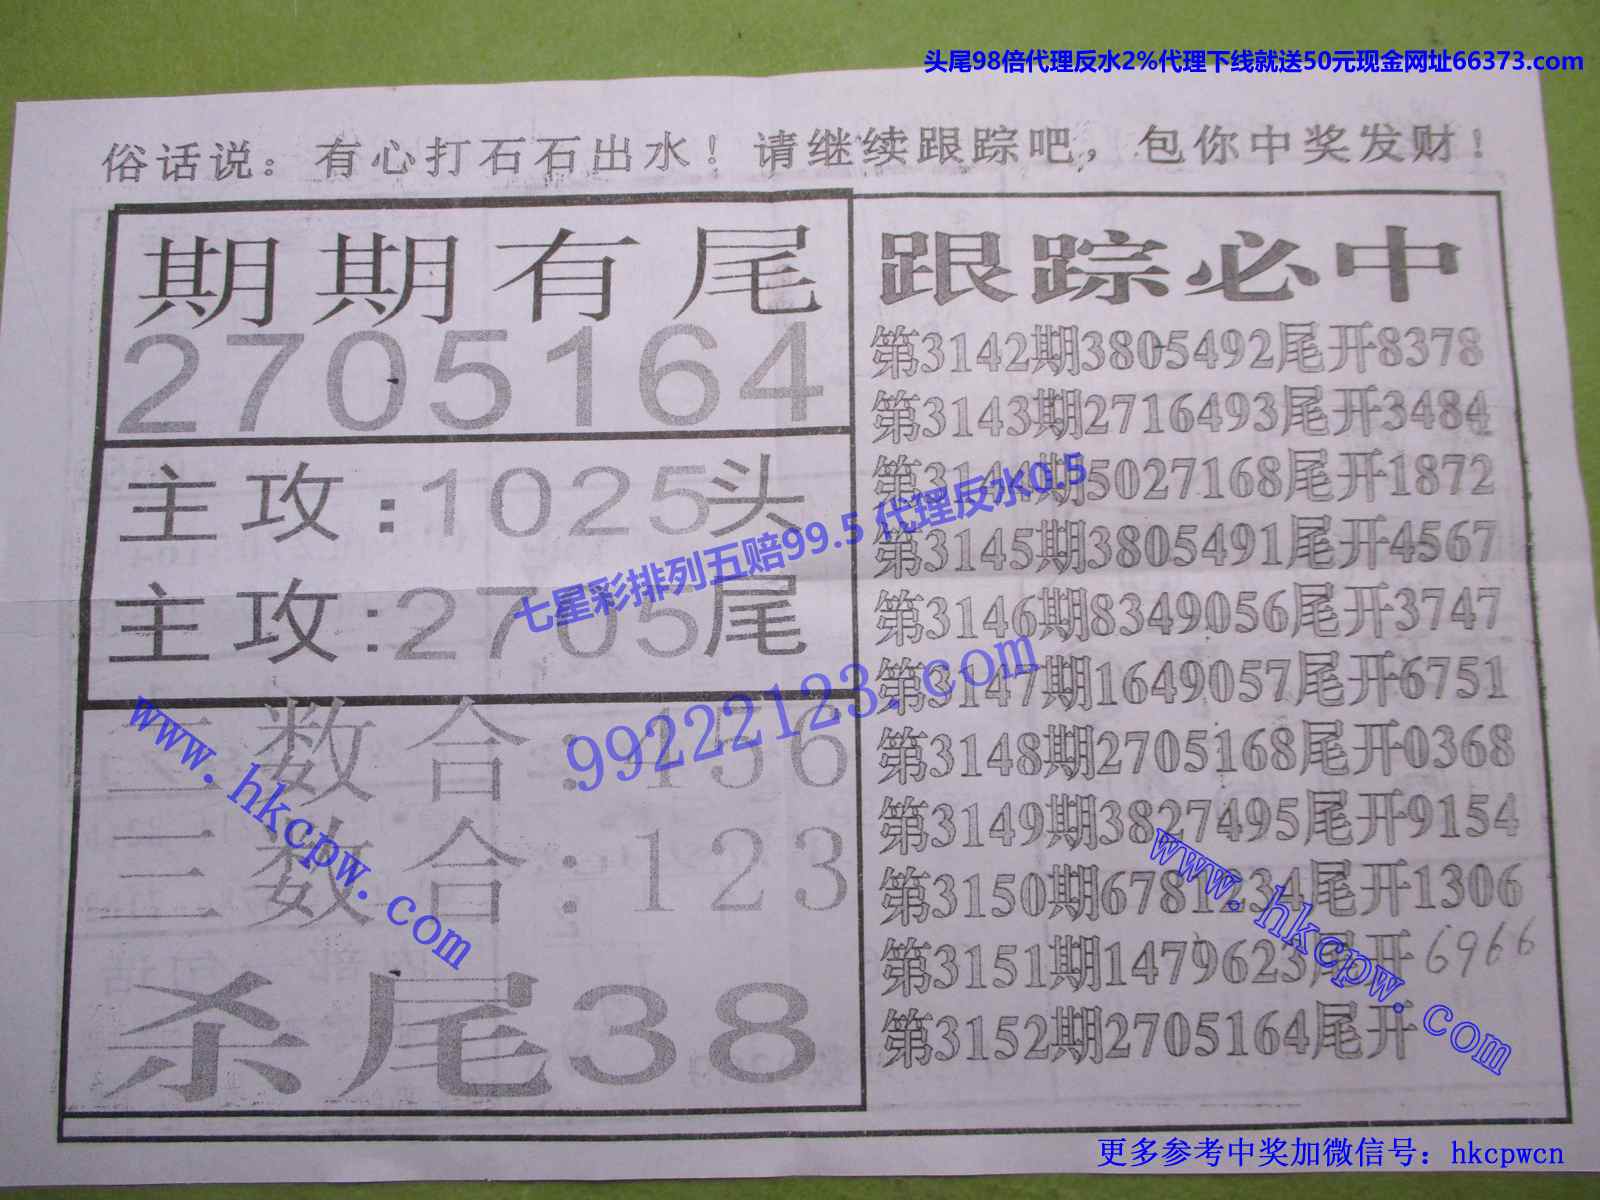 头尾98倍代理反水2%代理下线就送50元现金网址66373.com
俗话说：有心打石石出水！请继续跟踪吧，包你中奖发财！
期期有尾
2705164
主攻:1025头
主攻:2705尾
二数合:156
三数合:123
杀尾38
跟踪必中
第3142期3805492尾开8378
第3143期2716493尾开3484
第3144期5027168尾开1872
第3145期3805491尾开4567
第3146期8349056尾开3747
第3147期1649057尾开6751
第3148期2705168尾开0368
第3149期3827495尾开9154
第3150期6781234尾开1306
第3151期1479623尾开6966
第3152期2705164尾开
七星彩排列五赔99.5 代理反水0.5
99222123.com
www.hkcpw.com
www.hkcpw.com
更多参考中奖加微信号：hkcpwcn